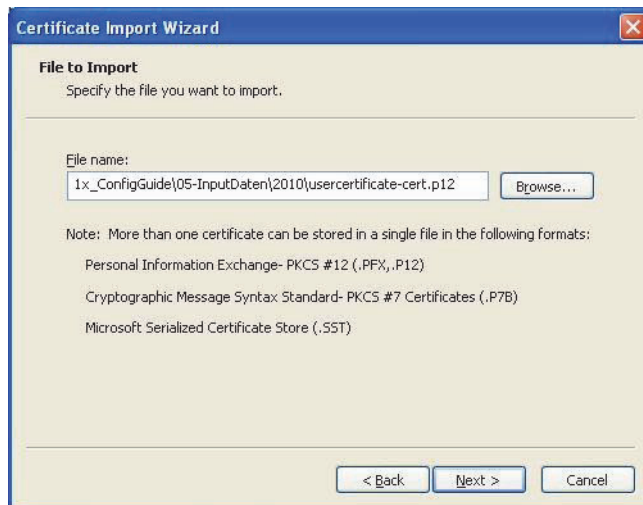 Certificate Import Wizard
File to Import
Specify the file you want to import.
File name:
1x_ConfigGuide\05-InputDaten\2010\usercertificate-cert.p12
Browse...
Note: More than one certificate can be stored in a single file in the following formats:
Personal Information Exchange- PKCS #12 (.PFX,.P12)
Cryptographic Message Syntax Standard- PKCS #7 Certificates (.P7B)
Microsoft Serialized Certificate Store (.SST)
< Back
Next >
Cancel